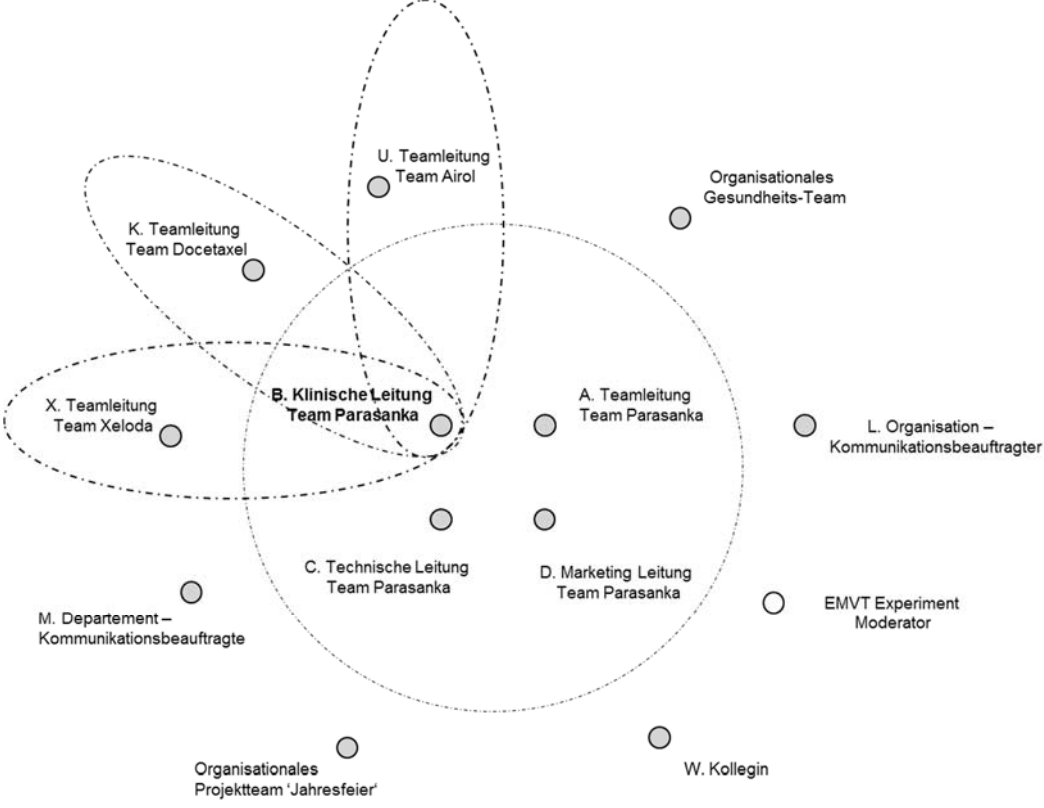 U. Teamleitung
Team Airol
Organisationales
Gesundheits-Team
K. Teamleitung
Team Docetaxel
B. Klinische Leitung
Team Parasanka
A. Teamleitung
Team Parasanka
X. Teamleitung
Team Xeloda
L. Organisation –
Kommunikationsbeauftragter
C. Technische Leitung
Team Parasanka
D. Marketing Leitung
Team Parasanka
M. Departement –
Kommunikationsbeauftragte
EMVT Experiment
Moderator
Organisationales
Projektteam 'Jahresfeier'
W. Kollegin